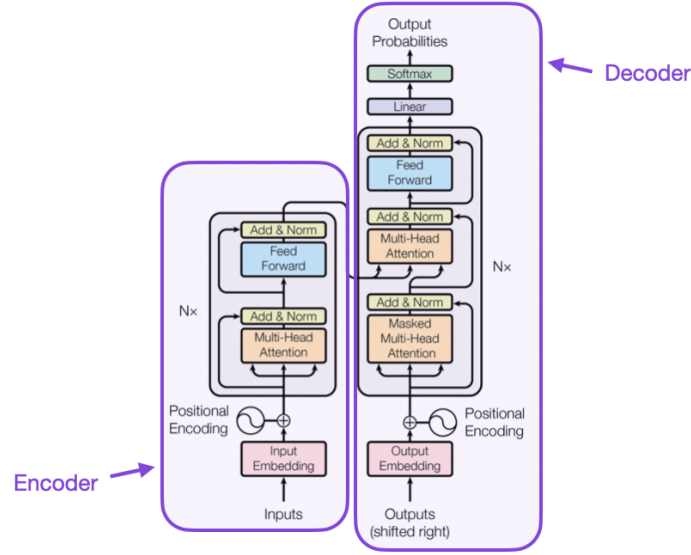 Output
Probabilities
Softmax
Linear
Add & Norm
Feed
Forward
Add & Norm
Multi-Head
Attention
Add & Norm
Masked
Multi-Head
Attention
N×
Positional
Encoding
Output
Embedding
Outputs
(shifted right)
Decoder
Add & Norm
Feed
Forward
Add & Norm
Multi-Head
Attention
N×
Positional
Encoding
Input
Embedding
Inputs
Encoder